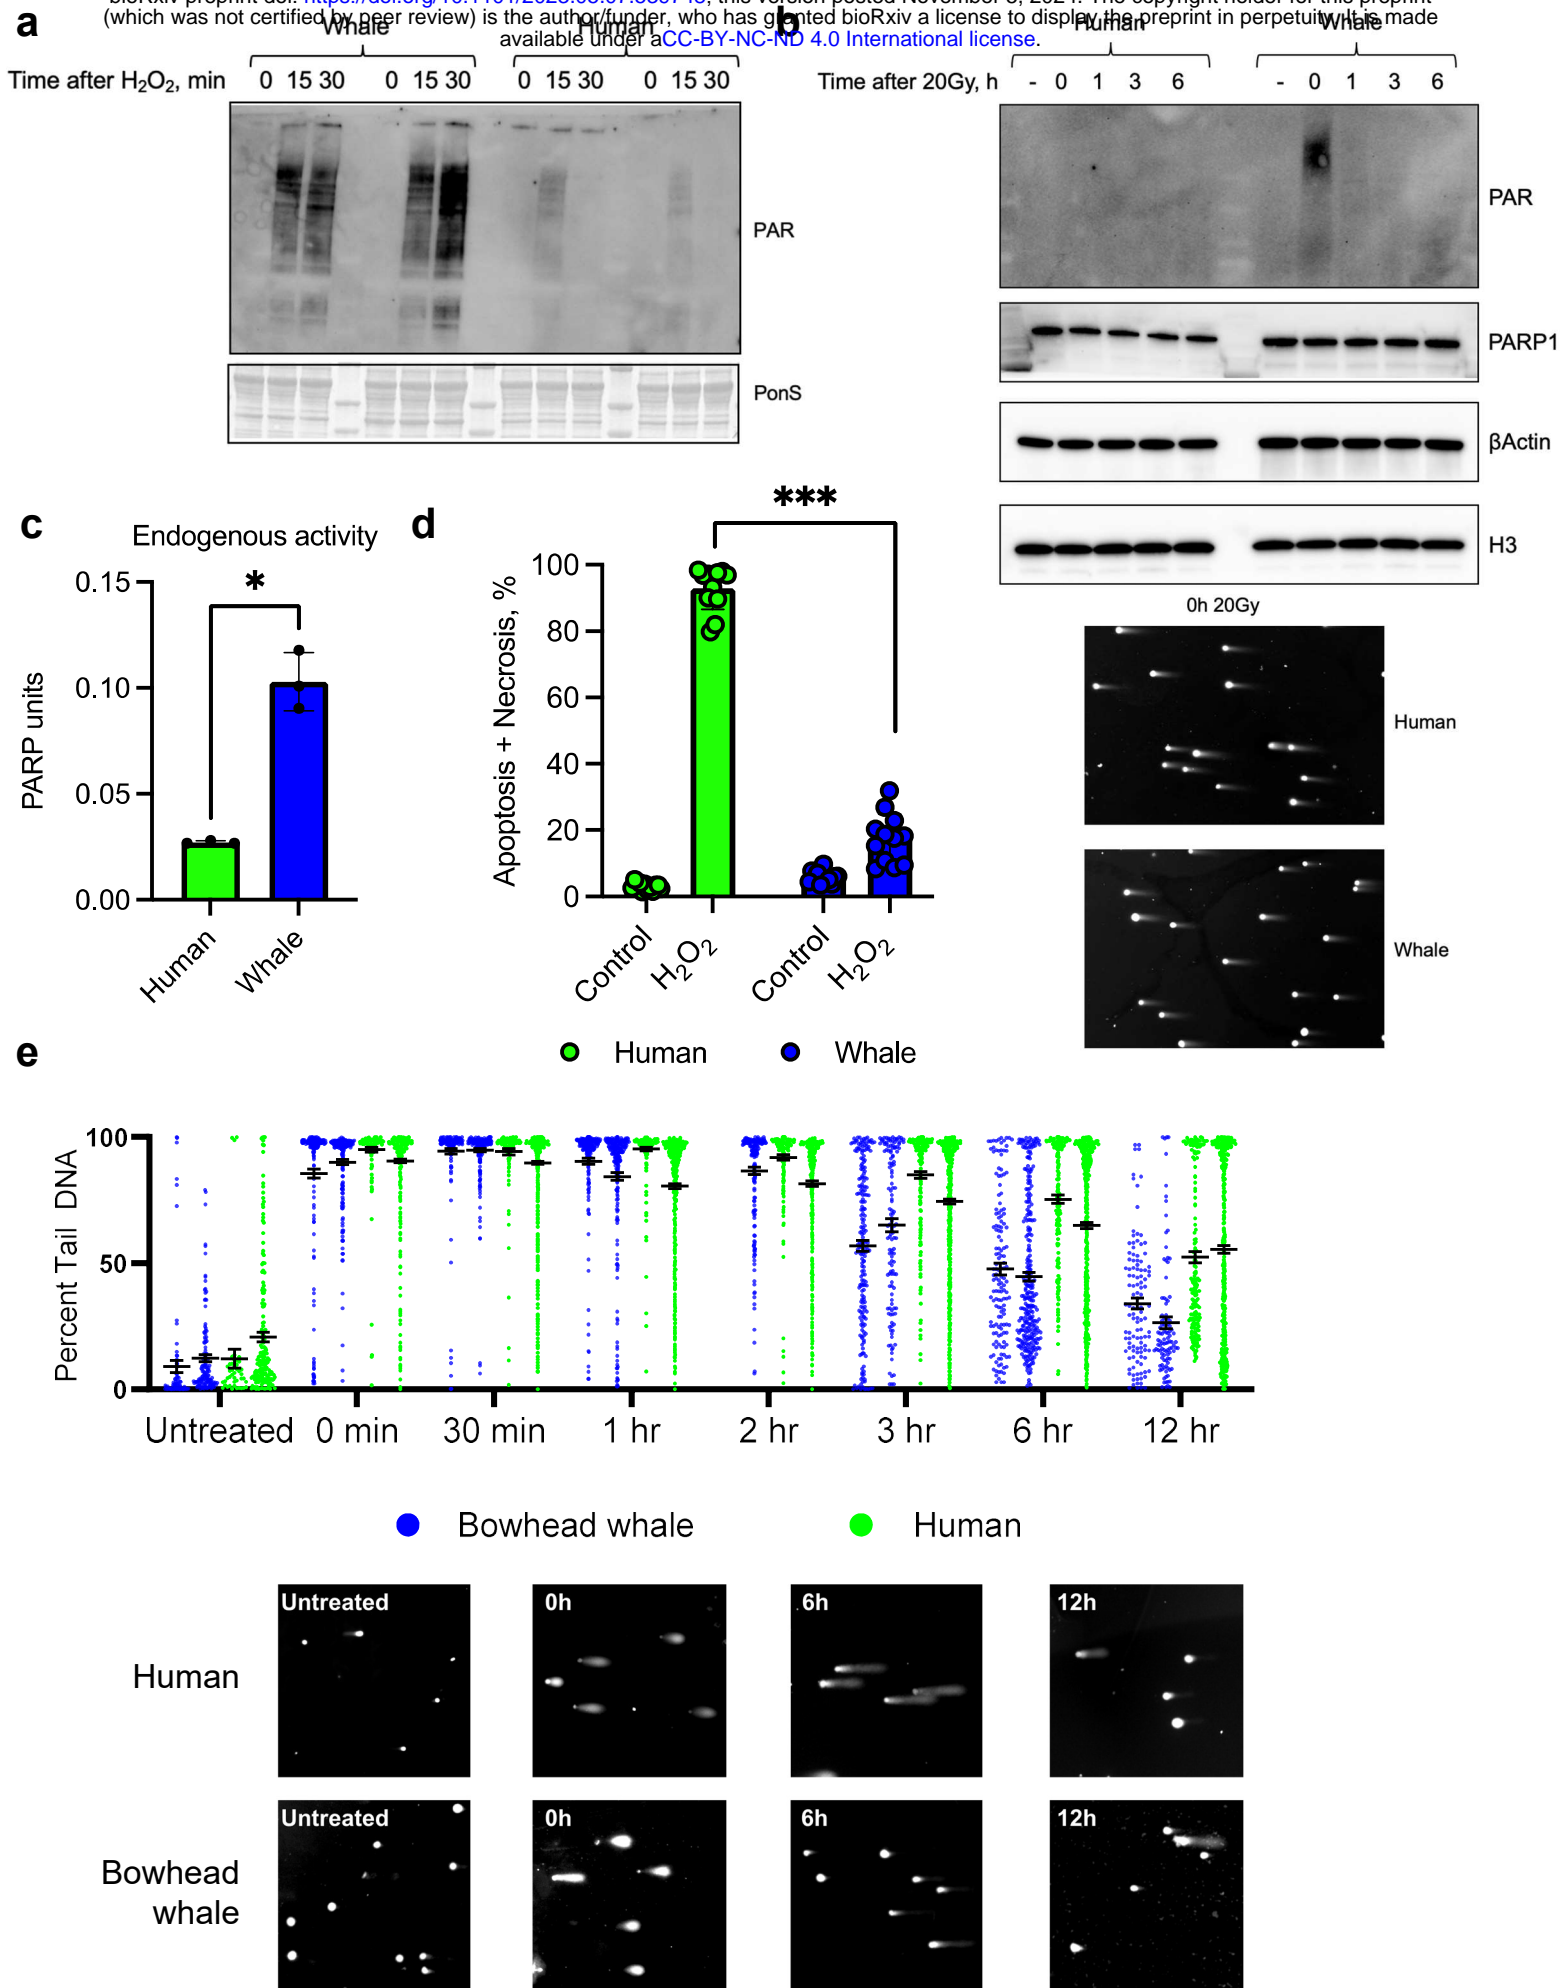 (which was not certified by peer review) is the author/funder, who has granted bioRxiv a license to display the preprint in perpetuity. It is made
available under aCC-BY-NC-ND 4.0 International license.
a
Whale Human
Time after H₂O₂, min 0 15 30 0 15 30 0 15 30 0 15 30
PAR
PonS
b
Human Whale
Time after 20Gy, h - 0 1 3 6 - 0 1 3 6
PAR
PARP1
βActin
H3
0h 20Gy
Human
Whale
c
Endogenous activity
*
PARP units
0.15
0.10
0.05
0.00
Human Whale
d
***
Apoptosis + Necrosis, %
100
80
60
40
20
0
Control H₂O₂ Control H₂O₂
Human Whale
e
Percent Tail DNA
100
50
0
Untreated 0 min 30 min 1 hr 2 hr 3 hr 6 hr 12 hr
Bowhead whale Human
Human
Untreated 0h 6h 12h
Bowhead
whale
Untreated 0h 6h 12h